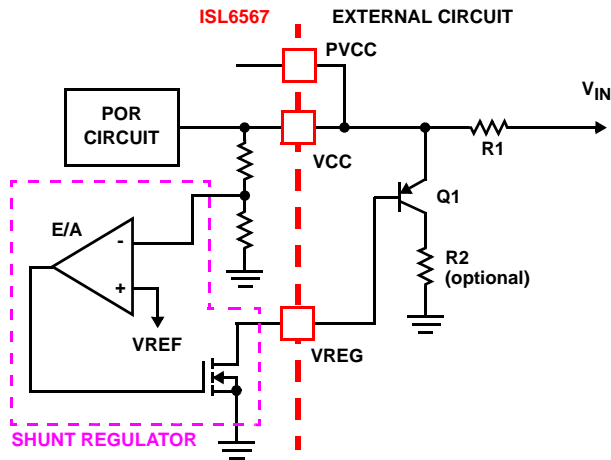 ISL6567 EXTERNAL CIRCUIT
PVCC
VIN
POR
CIRCUIT
VCC
R1
Q1
E/A
-
+
R2
(optional)
VREF
VREG
SHUNT REGULATOR